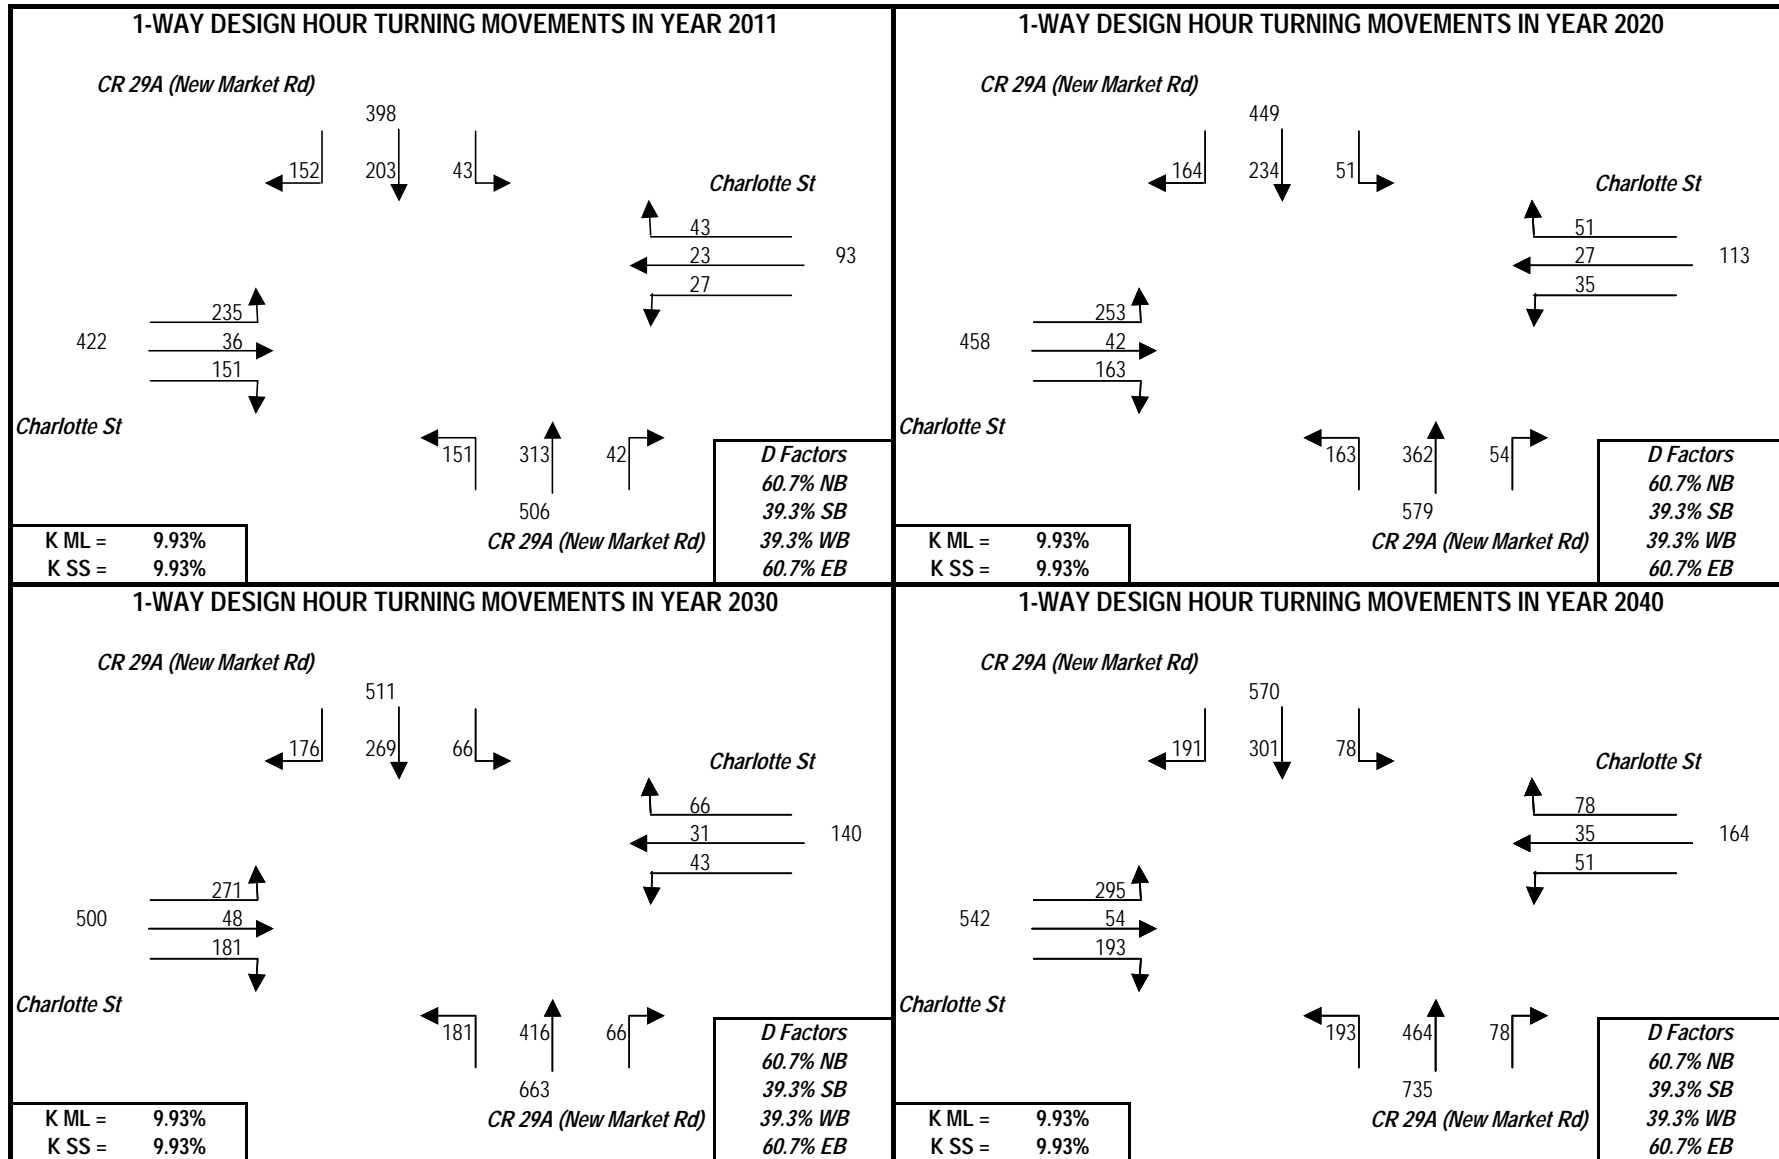 1-WAY DESIGN HOUR TURNING MOVEMENTS IN YEAR 2011
CR 29A (New Market Rd)
398
152 203 43
Charlotte St
43
23 93
27
235
422 36
151
Charlotte St
151 313 42
506
CR 29A (New Market Rd)
D Factors
60.7% NB
39.3% SB
39.3% WB
60.7% EB
K ML = 9.93%
K SS = 9.93%
1-WAY DESIGN HOUR TURNING MOVEMENTS IN YEAR 2020
CR 29A (New Market Rd)
449
164 234 51
Charlotte St
51
27 113
35
253
458 42
163
Charlotte St
163 362 54
579
CR 29A (New Market Rd)
D Factors
60.7% NB
39.3% SB
39.3% WB
60.7% EB
K ML = 9.93%
K SS = 9.93%
1-WAY DESIGN HOUR TURNING MOVEMENTS IN YEAR 2030
CR 29A (New Market Rd)
511
176 269 66
Charlotte St
66
31 140
43
271
500 48
181
Charlotte St
181 416 66
663
CR 29A (New Market Rd)
D Factors
60.7% NB
39.3% SB
39.3% WB
60.7% EB
K ML = 9.93%
K SS = 9.93%
1-WAY DESIGN HOUR TURNING MOVEMENTS IN YEAR 2040
CR 29A (New Market Rd)
570
191 301 78
Charlotte St
78
35 164
51
295
542 54
193
Charlotte St
193 464 78
735
CR 29A (New Market Rd)
D Factors
60.7% NB
39.3% SB
39.3% WB
60.7% EB
K ML = 9.93%
K SS = 9.93%